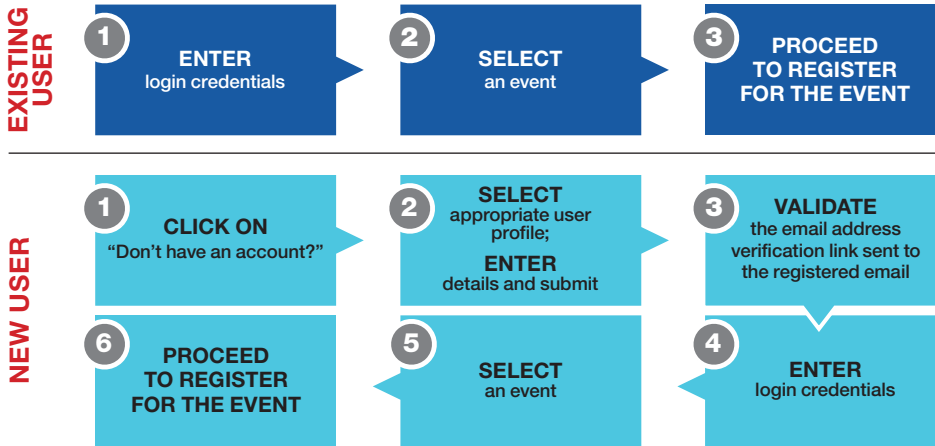 EXISTING
USER
1
ENTER
login credentials
2
SELECT
an event
3
PROCEED
TO REGISTER
FOR THE EVENT
NEW USER
1
CLICK ON
“Don’t have an account?”
2
SELECT
appropriate user
profile;
ENTER
details and submit
3
VALIDATE
the email address
verification link sent to
the registered email
4
ENTER
login credentials
5
SELECT
an event
6
PROCEED
TO REGISTER
FOR THE EVENT